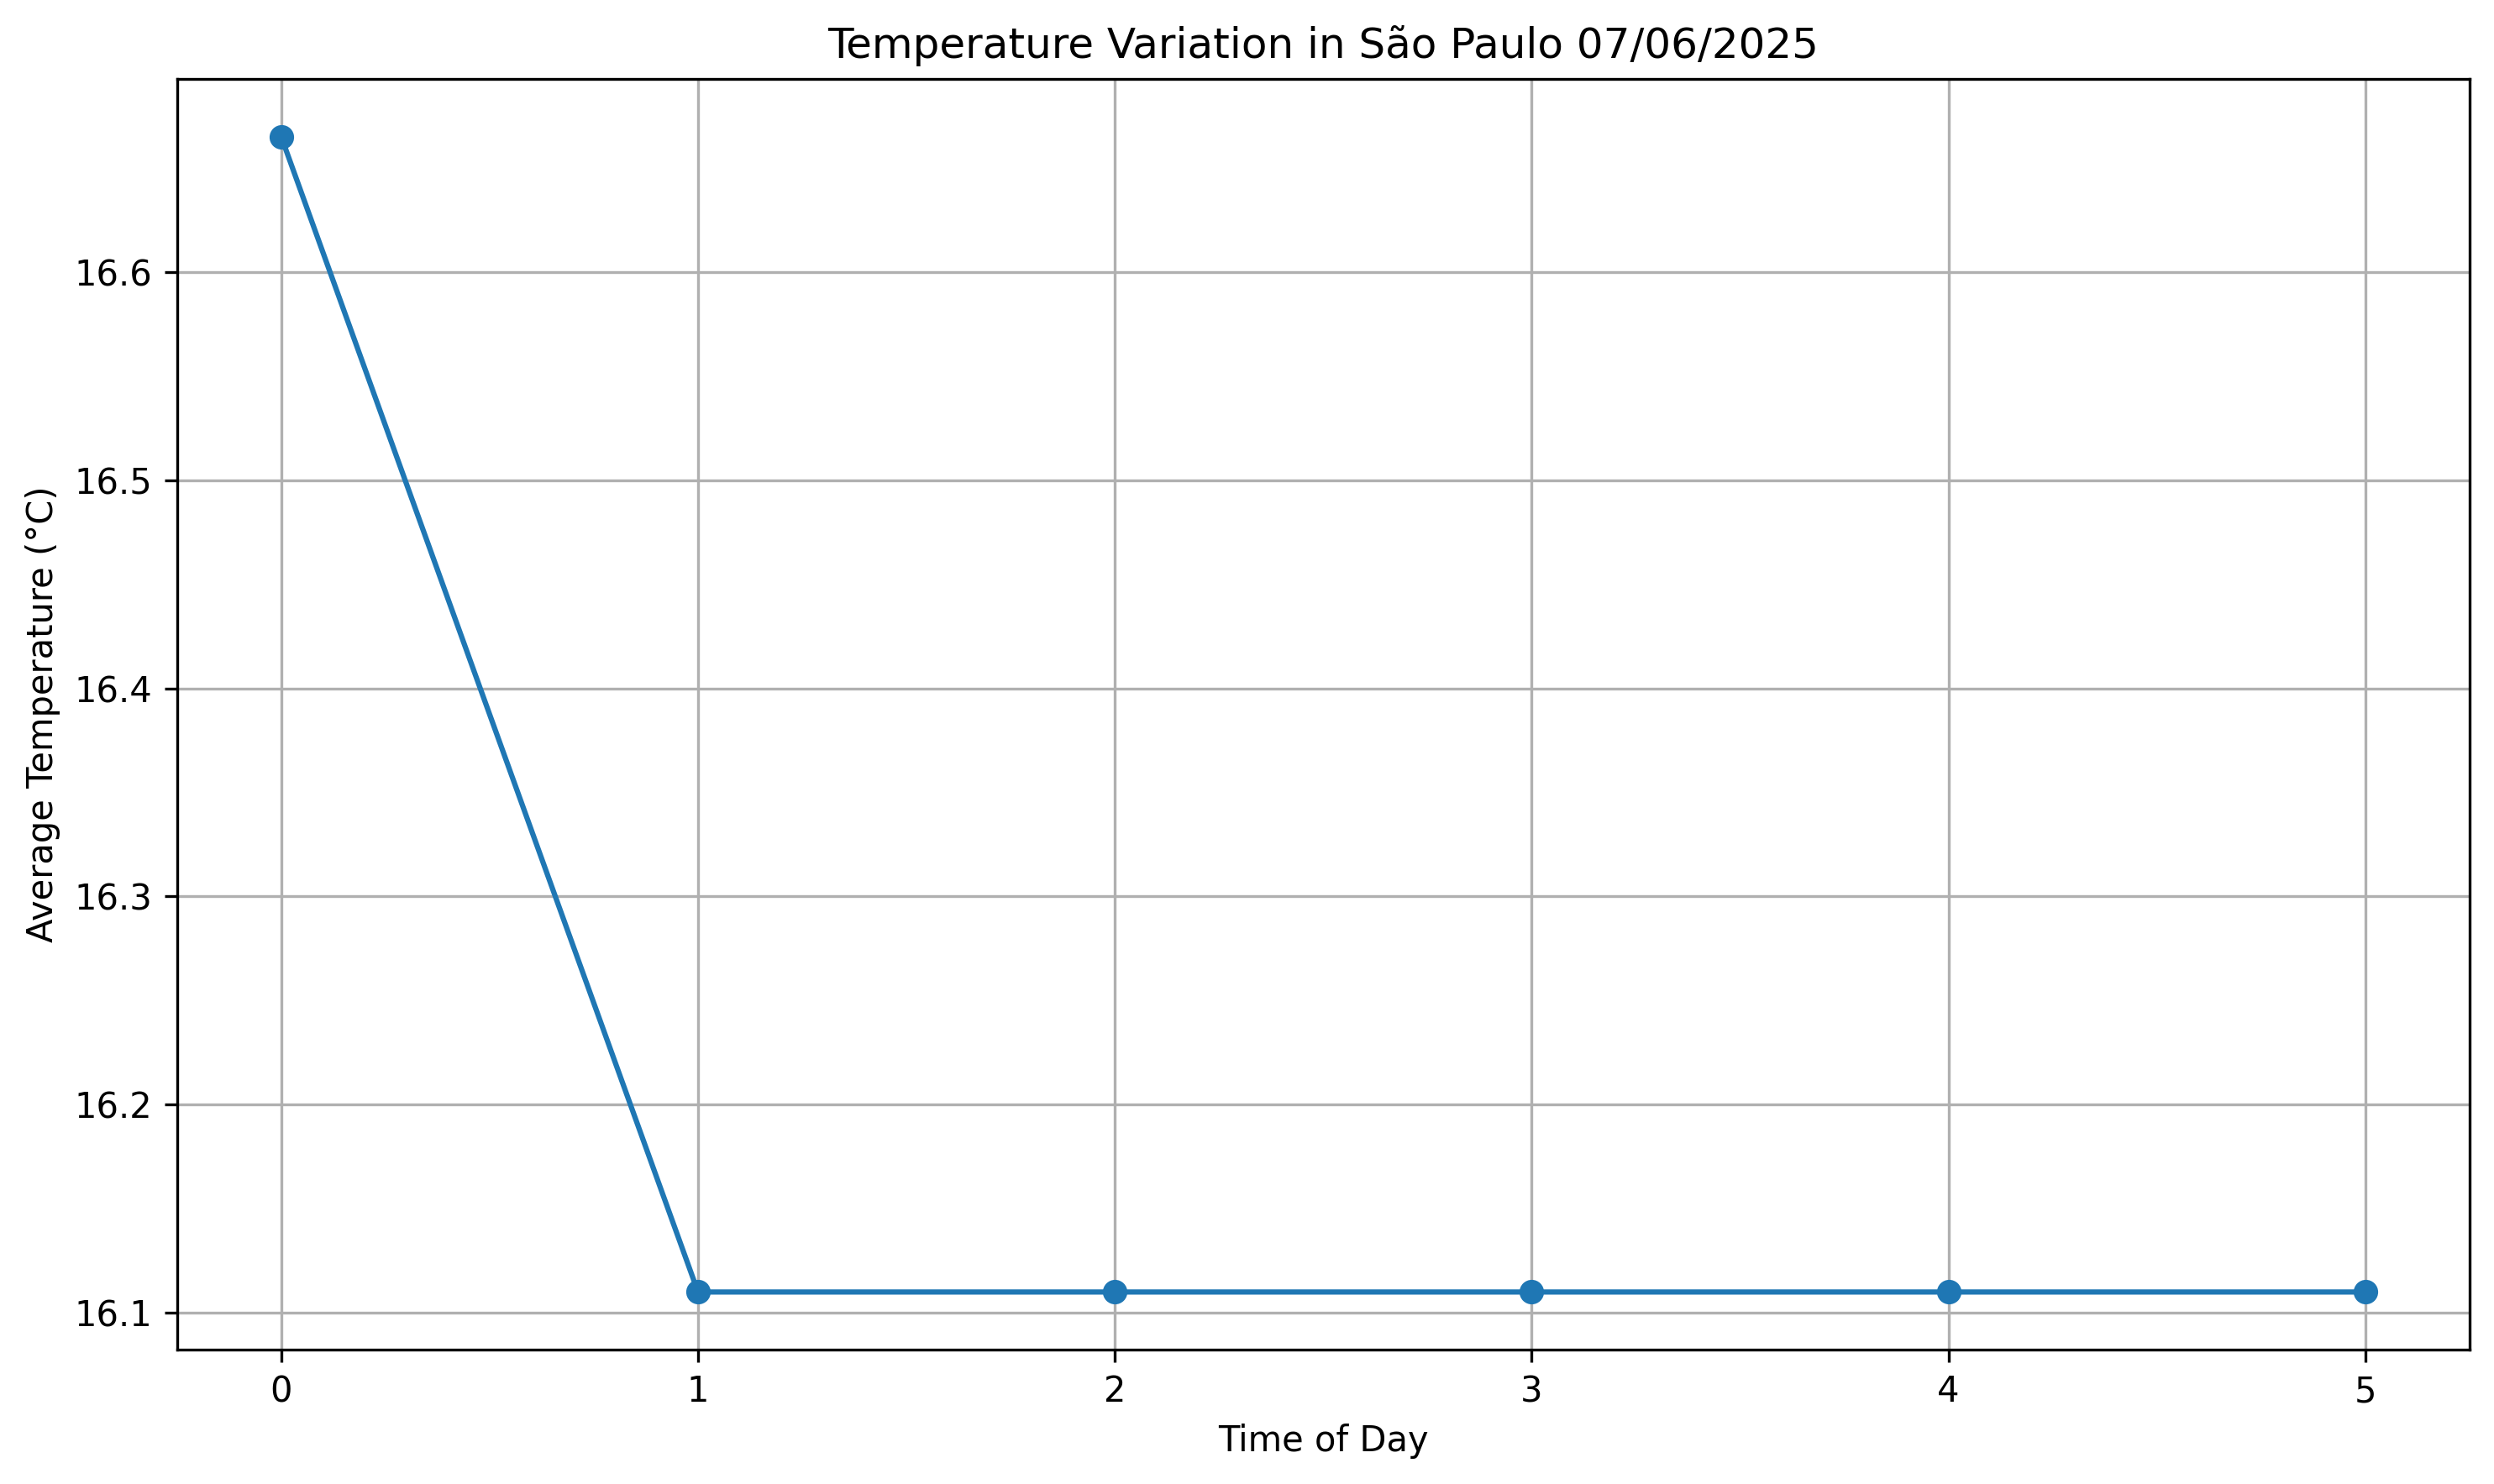 Temperature Variation in São Paulo 07/06/2025
Average Temperature (°C)
16.6
16.5
16.4
16.3
16.2
16.1
0 1 2 3 4 5
Time of Day